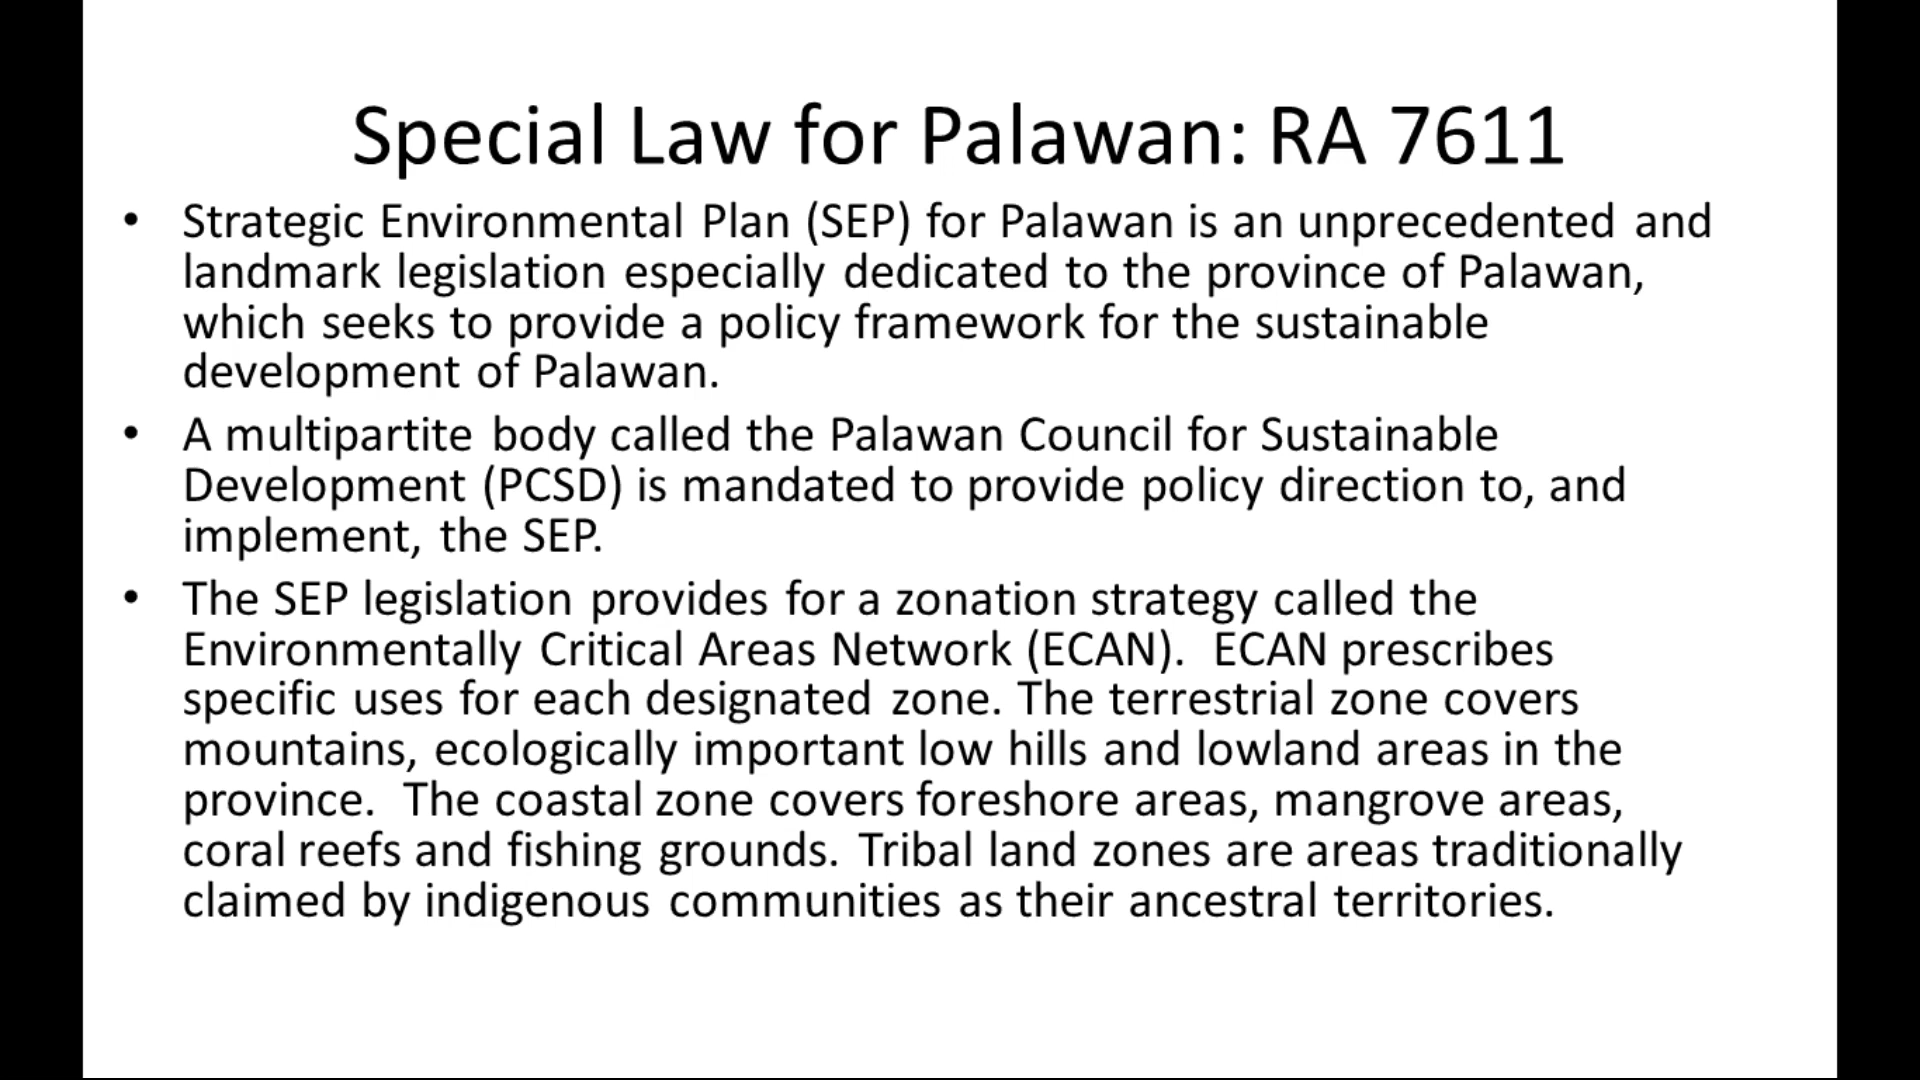 Special Law for Palawan: RA 7611
• Strategic Environmental Plan (SEP) for Palawan is an unprecedented and
landmark legislation especially dedicated to the province of Palawan,
which seeks to provide a policy framework for the sustainable
development of Palawan.
• A multipartite body called the Palawan Council for Sustainable
Development (PCSD) is mandated to provide policy direction to, and
implement, the SEP.
• The SEP legislation provides for a zonation strategy called the
Environmentally Critical Areas Network (ECAN).  ECAN prescribes
specific uses for each designated zone. The terrestrial zone covers
mountains, ecologically important low hills and lowland areas in the
province.  The coastal zone covers foreshore areas, mangrove areas,
coral reefs and fishing grounds. Tribal land zones are areas traditionally
claimed by indigenous communities as their ancestral territories.